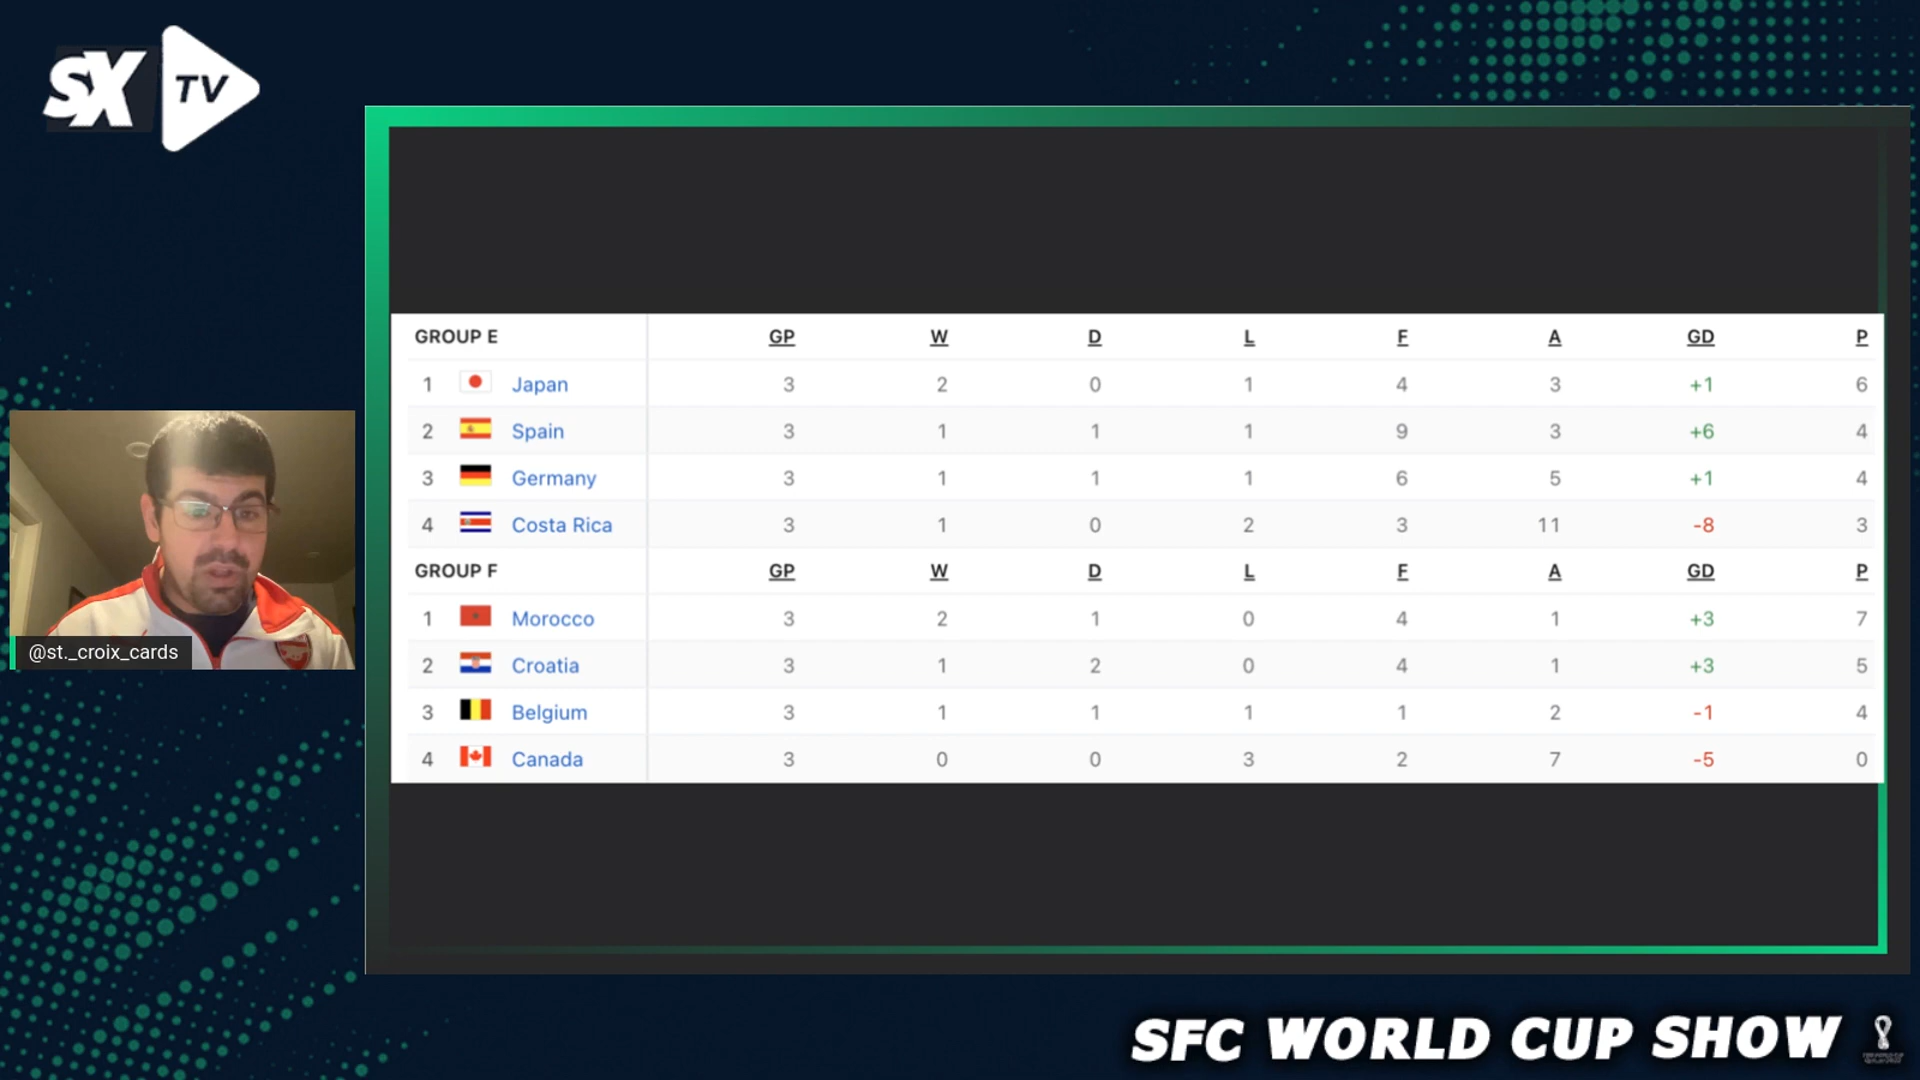 SX TV
GROUP E GP W D L F A GD P
1 Japan 3 2 0 1 4 3 +1 6
2 Spain 3 1 1 1 9 3 +6 4
3 Germany 3 1 1 1 6 5 +1 4
4 Costa Rica 3 1 0 2 3 11 -8 3
GROUP F GP W D L F A GD P
1 Morocco 3 2 1 0 4 1 +3 7
2 Croatia 3 1 2 0 4 1 +3 5
3 Belgium 3 1 1 1 1 2 -1 4
4 Canada 3 0 0 3 2 7 -5 0
@st._croix_cards
SFC WORLD CUP SHOW